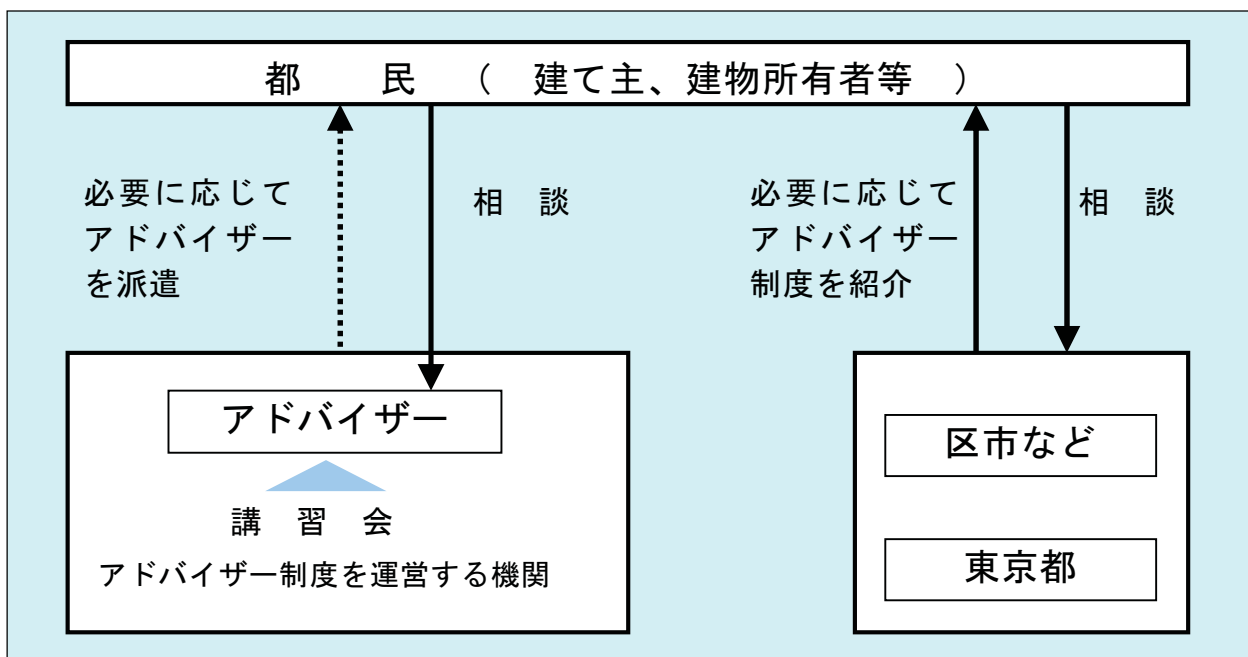 都　民　（　建て主、建物所有者等　）
必要に応じて
アドバイザー
を派遣
相　談
必要に応じて
アドバイザー
制度を紹介
相　談
アドバイザー
講　習　会
アドバイザー制度を運営する機関
区市など
東京都